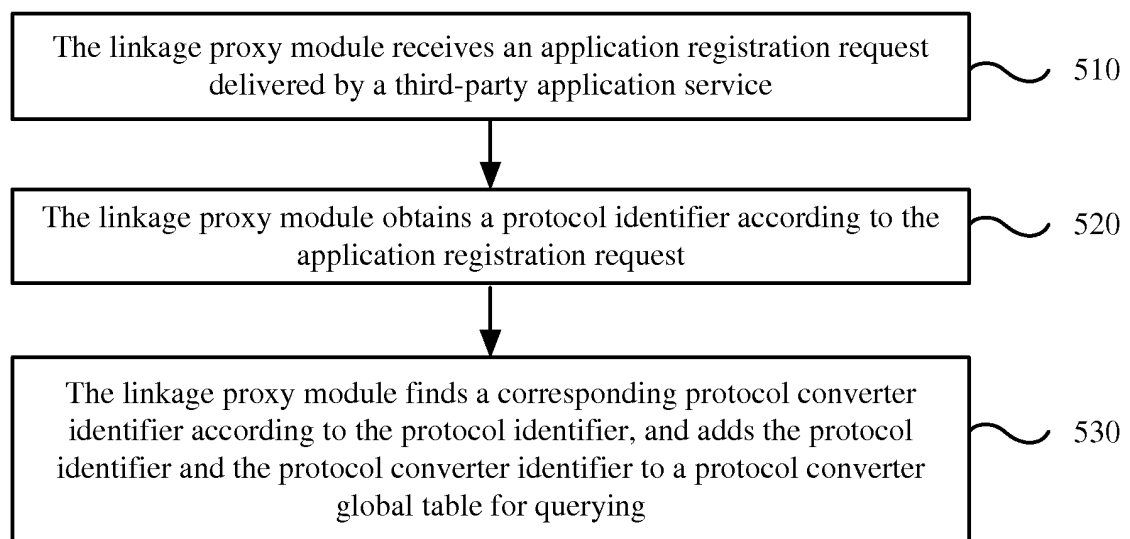 The linkage proxy module receives an application registration request
delivered by a third-party application service
510
The linkage proxy module obtains a protocol identifier according to the
application registration request
520
The linkage proxy module finds a corresponding protocol converter
identifier according to the protocol identifier, and adds the protocol
identifier and the protocol converter identifier to a protocol converter
global table for querying
530